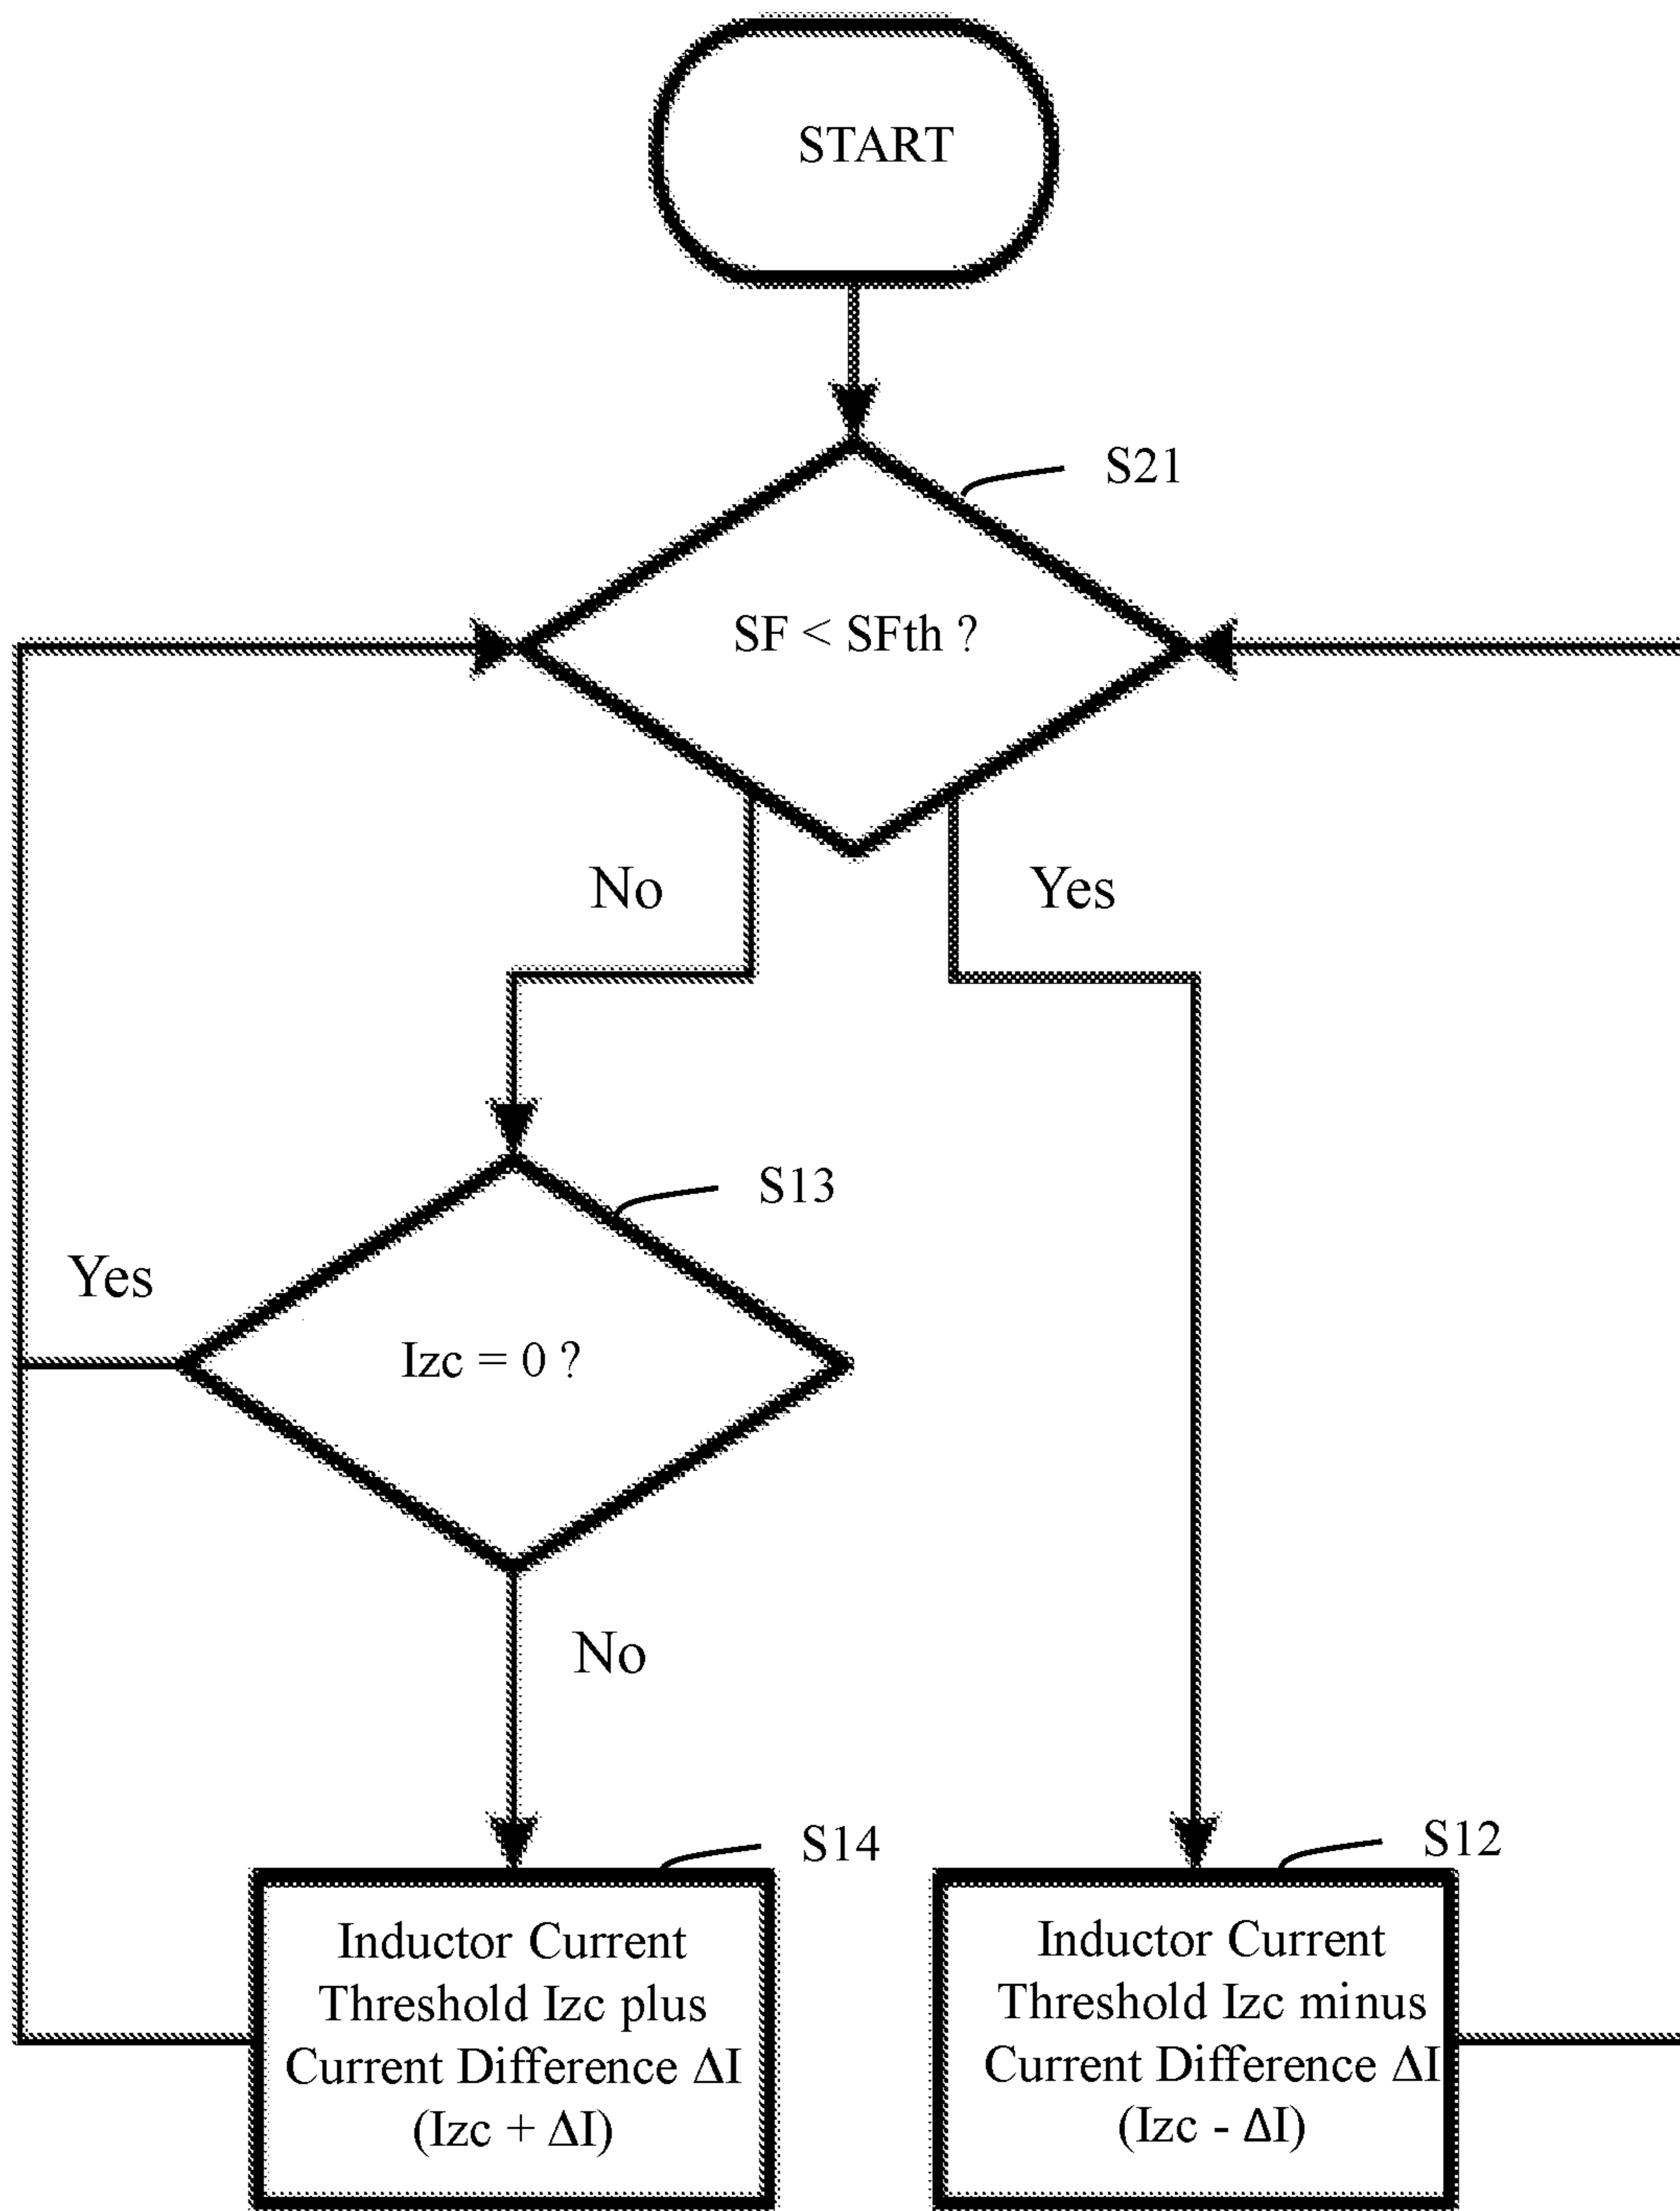 START
S21
SF < SFth ?
No
Yes
S13
Yes
Izc = 0 ?
No
S14
S12
Inductor Current
Threshold Izc plus
Current Difference ΔI
(Izc + ΔI)
Inductor Current
Threshold Izc minus
Current Difference ΔI
(Izc - ΔI)